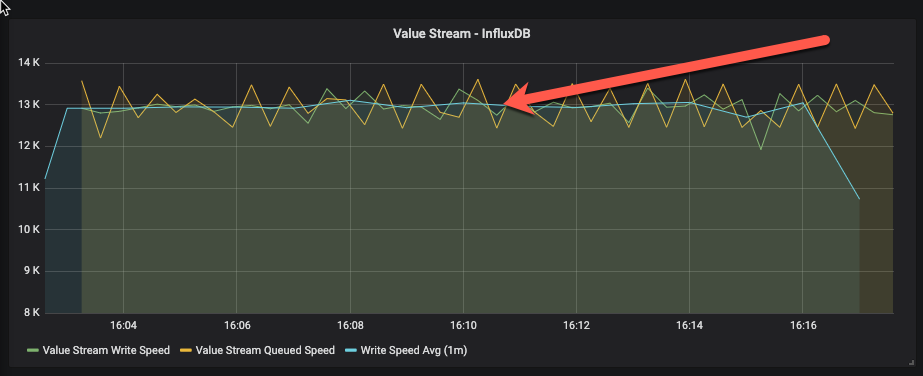 Value Stream - InfluxDB
14 K
13 K
12 K
11 K
10 K
9 K
8 K
16:04 16:06 16:08 16:10 16:12 16:14 16:16
Value Stream Write Speed Value Stream Queued Speed Write Speed Avg (1m)